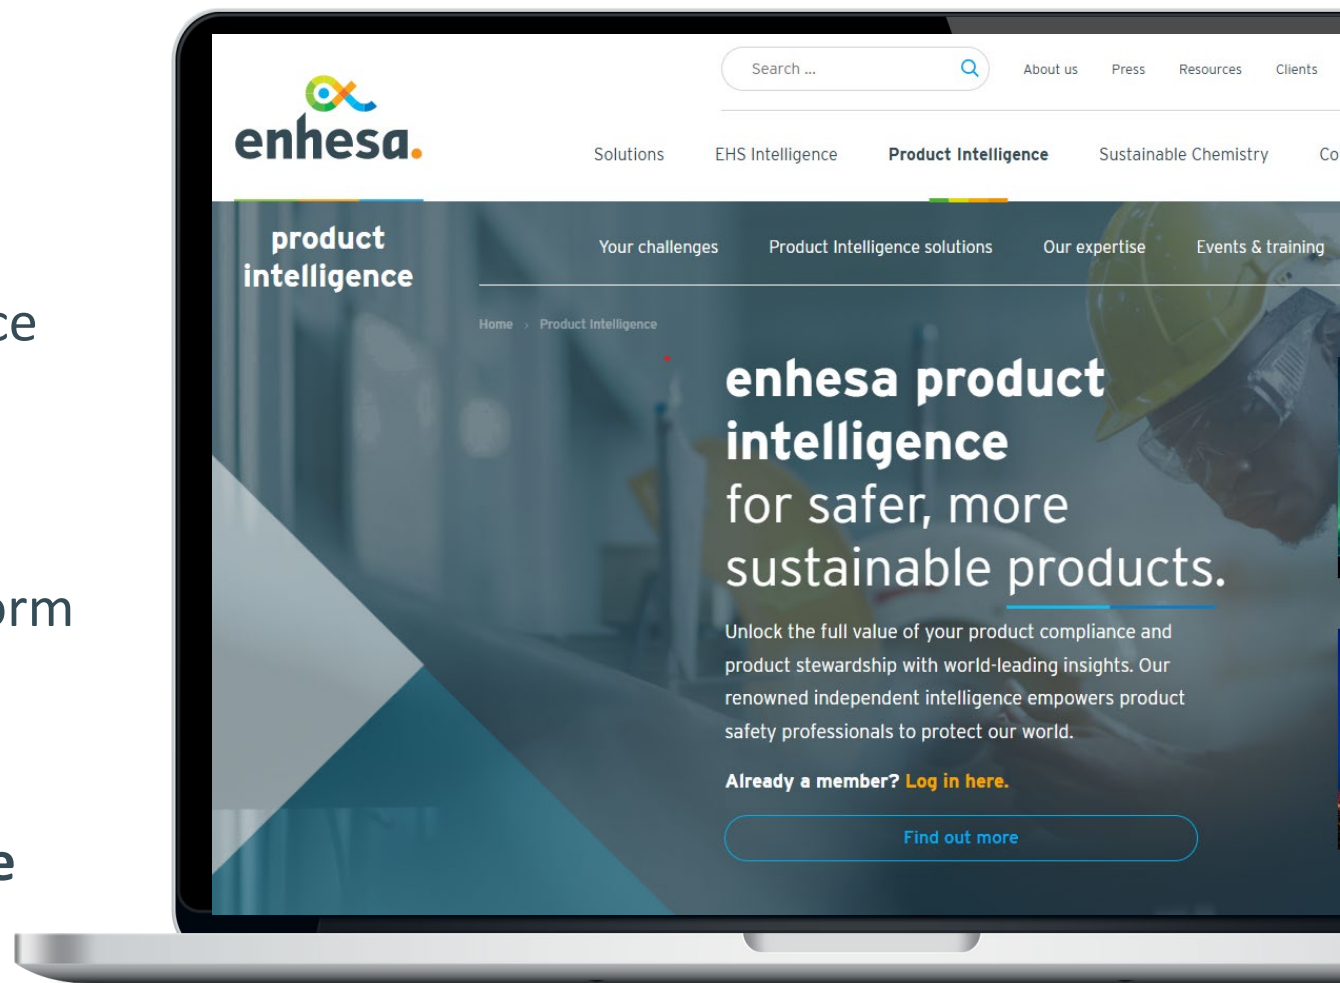 Search ...
About us Press Resources Clients
enhesa.
Solutions EHS Intelligence Product Intelligence Sustainable Chemistry Co
product
intelligence
Your challenges Product Intelligence solutions Our expertise Events & training
ce
Home › Product Intelligence
enhesa product
intelligence
for safer, more
sustainable products.
orm
Unlock the full value of your product compliance and
product stewardship with world-leading insights. Our
renowned independent intelligence empowers product
safety professionals to protect our world.
Already a member? Log in here.
Find out more
e